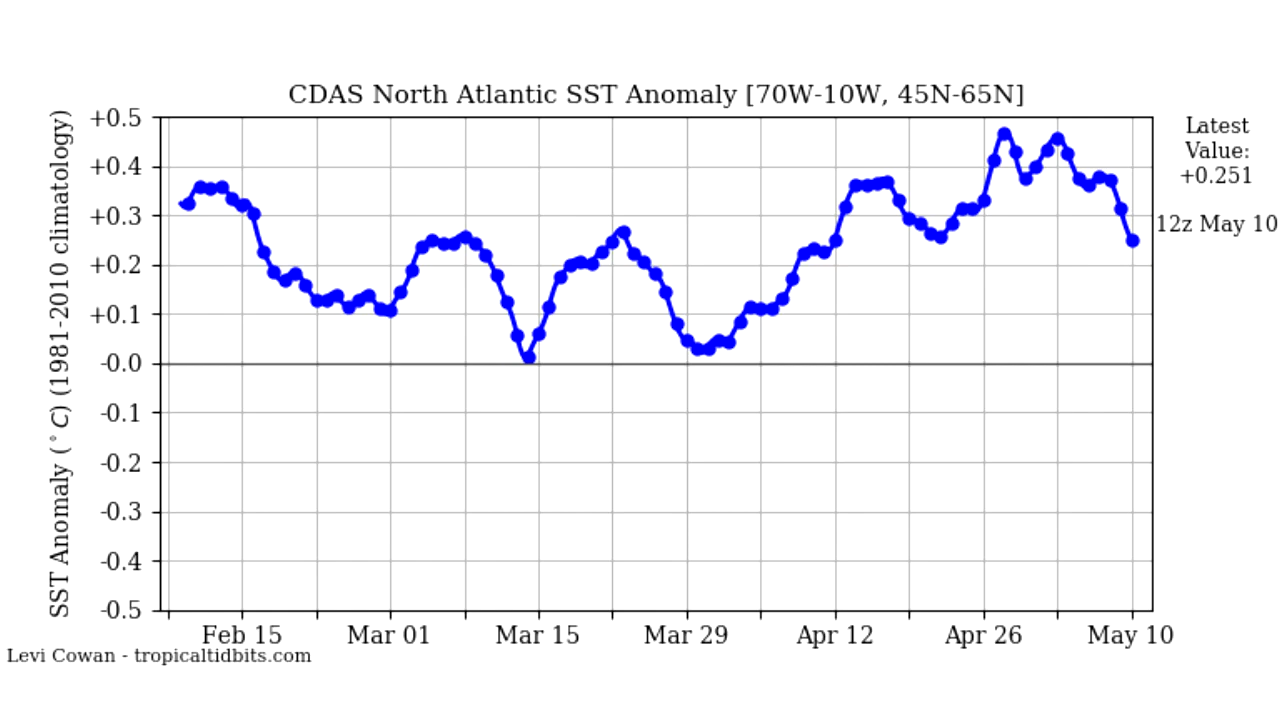 CDAS North Atlantic SST Anomaly [70W-10W, 45N-65N]
SST Anomaly (°C) (1981-2010 climatology)
+0.5
+0.4
+0.3
+0.2
+0.1
-0.0
-0.1
-0.2
-0.3
-0.4
-0.5
Latest
Value:
+0.251
12z May 10
Feb 15 Mar 01 Mar 15 Mar 29 Apr 12 Apr 26 May 10
Levi Cowan - tropicaltidbits.com